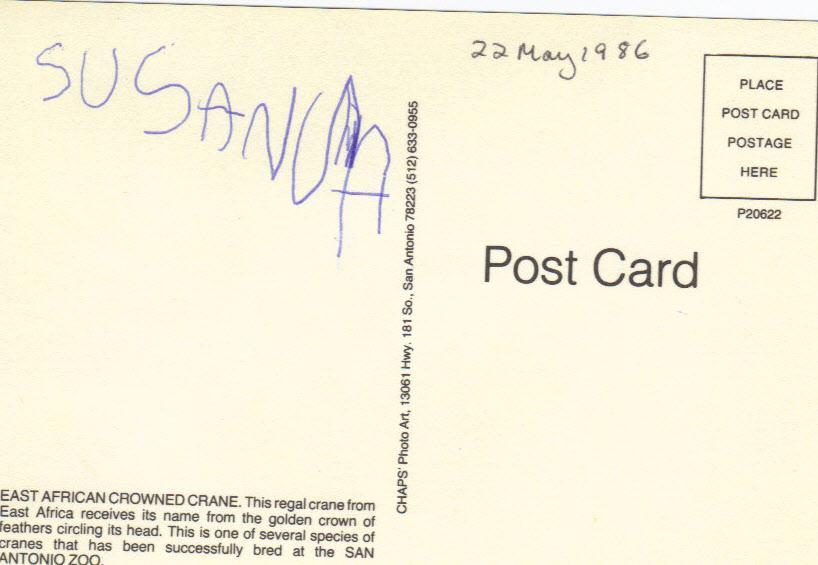 SUSANNA
22 May 1986
PLACE
POST CARD
POSTAGE
HERE
P20622
Post Card
CHAPS' Photo Art, 13061 Hwy. 181 So., San Antonio 78223 (512) 633-0955
EAST AFRICAN CROWNED CRANE. This regal crane from
East Africa receives its name from the golden crown of
feathers circling its head. This is one of several species of
cranes that has been successfully bred at the SAN
ANTONIO ZOO.